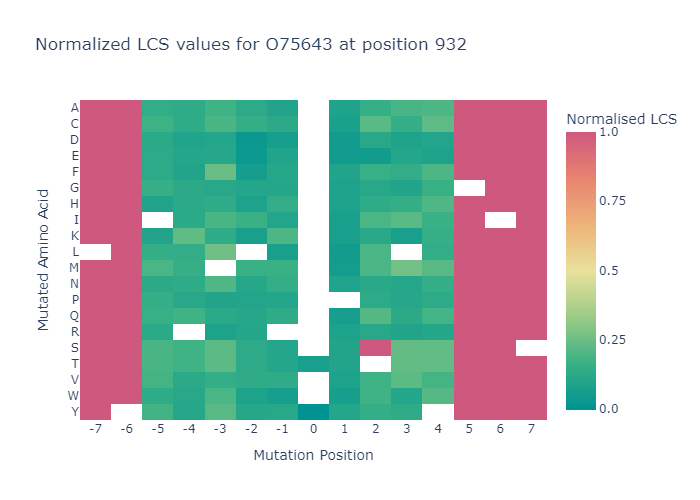 Normalized LCS values for O75643 at position 932
Normalised LCS
Mutated Amino Acid
A
C
D
E
F
G
H
I
K
L
M
N
P
Q
R
S
T
V
W
Y
1.0
0.75
0.5
0.25
0.0
-7 -6 -5 -4 -3 -2 -1 0 1 2 3 4 5 6 7
Mutation Position